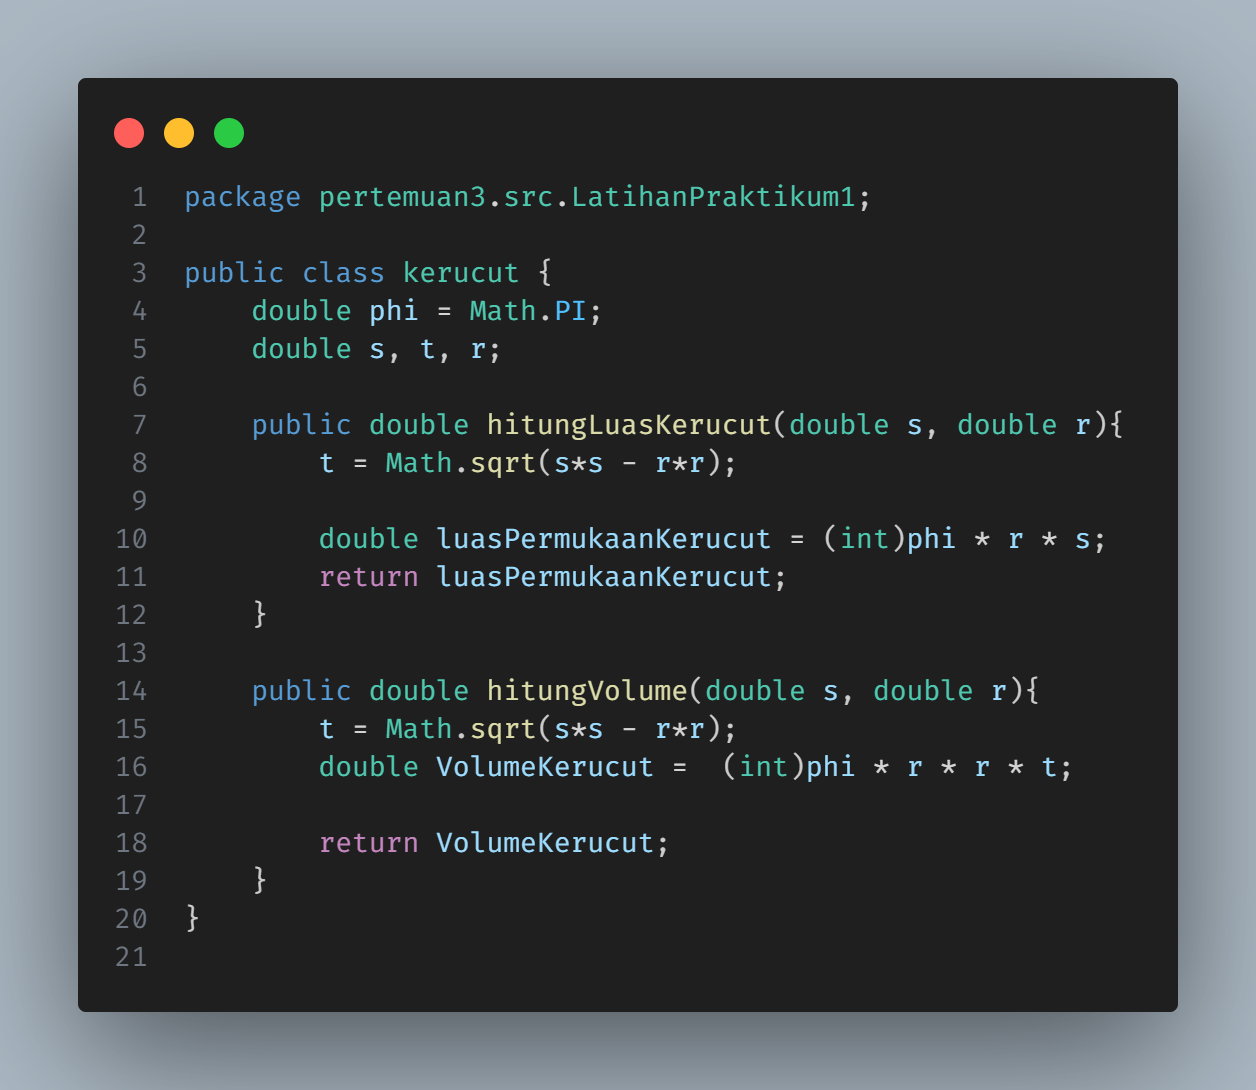 1 package pertemuan3.src.LatihanPraktikum1;
2
3 public class kerucut {
4     double phi = Math.PI;
5     double s, t, r;
6
7     public double hitungLuasKerucut(double s, double r){
8         t = Math.sqrt(s*s - r*r);
9
10         double luasPermukaanKerucut = (int)phi * r * s;
11         return luasPermukaanKerucut;
12     }
13
14     public double hitungVolume(double s, double r){
15         t = Math.sqrt(s*s - r*r);
16         double VolumeKerucut =  (int)phi * r * r * t;
17
18         return VolumeKerucut;
19     }
20 }
21